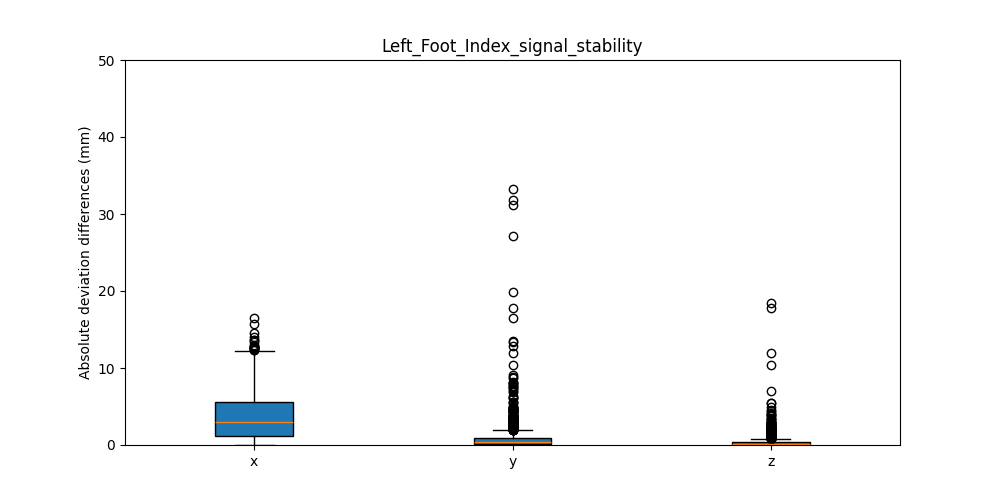 Left_Foot_Index_signal_stability
Absolute deviation differences (mm)
50
40
30
20
10
0
x
y
z